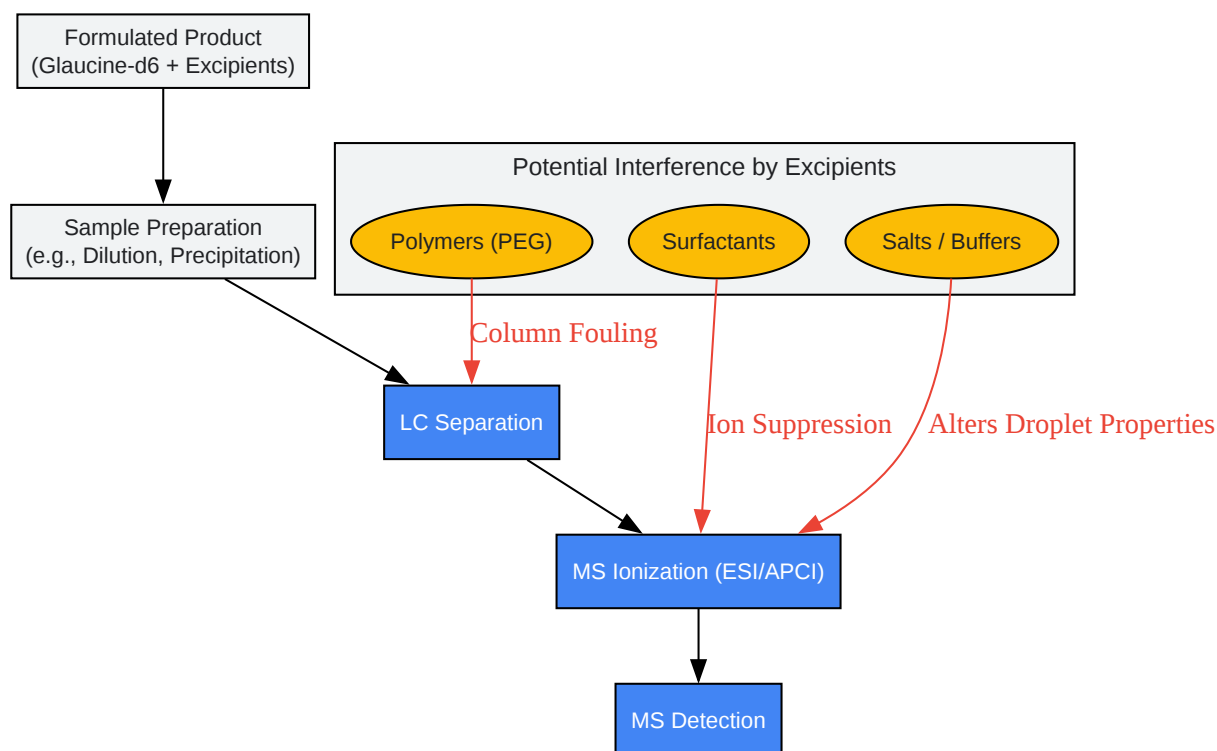 Formulated Product
(Glaucine-d6 + Excipients)
Potential Interference by Excipients
Sample Preparation
(e.g., Dilution, Precipitation)
Polymers (PEG)
Surfactants
Salts / Buffers
Column Fouling
LC Separation
Ion Suppression
Alters Droplet Properties
MS Ionization (ESI/APCI)
MS Detection